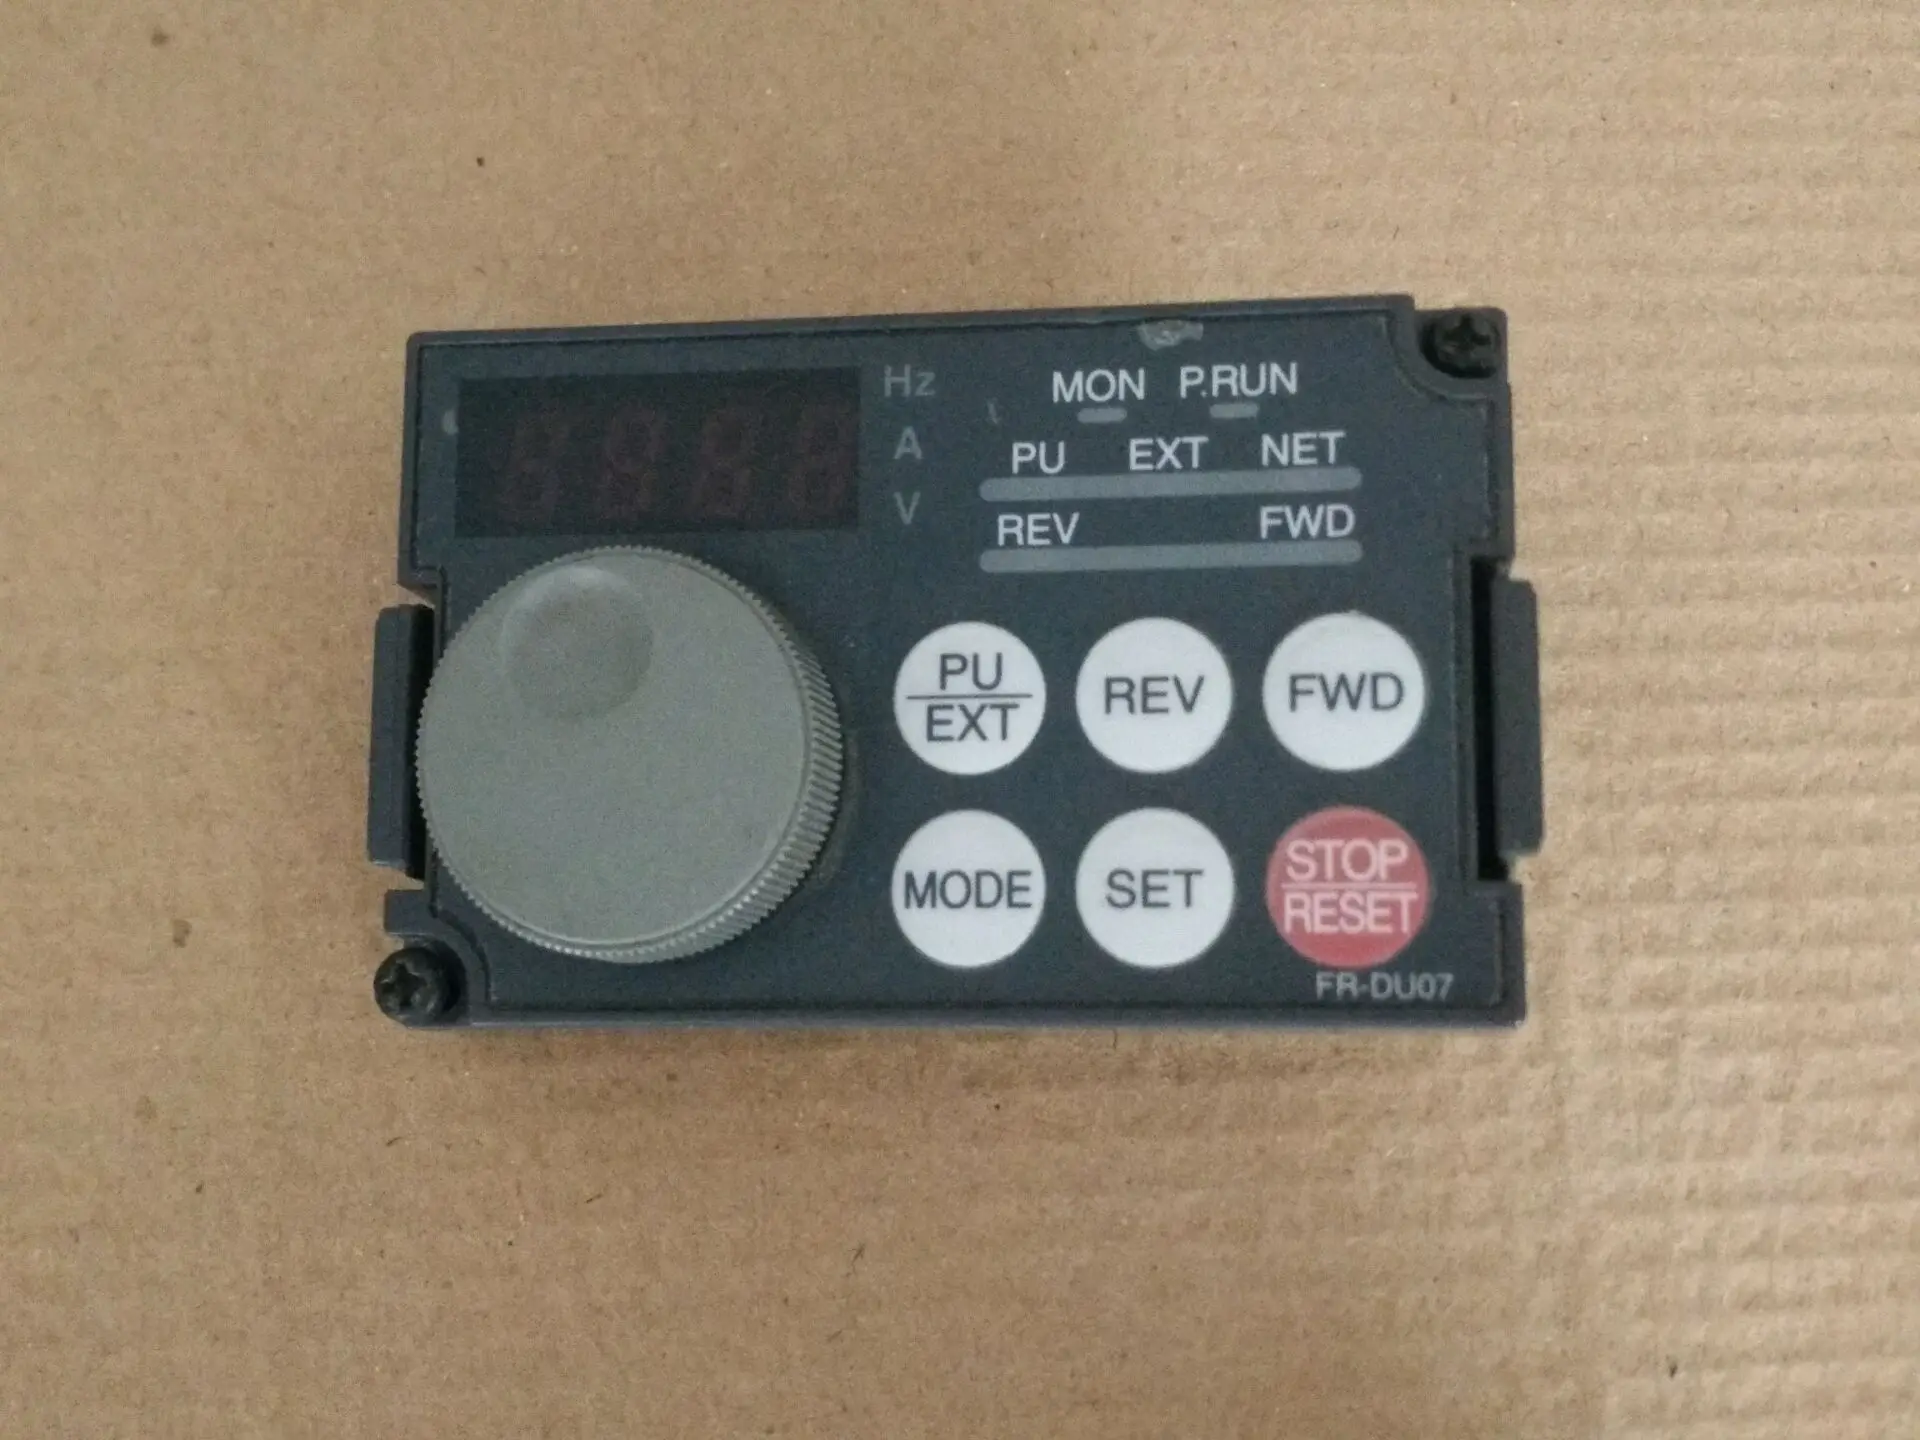 Hz
A
V
MON P.RUN
PU EXT NET
REV FWD
PU
EXT
REV
FWD
MODE
SET
STOP
RESET
FR-DU07